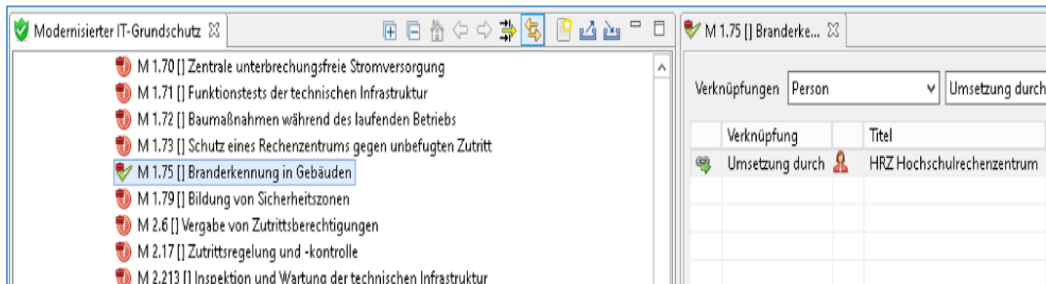 Modernisierter IT-Grundschutz
M 1.75 [] Branderke...
M 1.70 [] Zentrale unterbrechungsfreie Stromversorgung
M 1.71 [] Funktionstests der technischen Infrastruktur
M 1.72 [] Baumaßnahmen während des laufenden Betriebs
M 1.73 [] Schutz eines Rechenzentrums gegen unbefugten Zutritt
M 1.75 [] Branderkennung in Gebäuden
M 1.79 [] Bildung von Sicherheitszonen
M 2.6 [] Vergabe von Zutrittsberechtigungen
M 2.17 [] Zutrittsregelung und -kontrolle
M 2.213 [] Inspektion und Wartung der technischen Infrastruktur
Verknüpfungen Person Umsetzung durch
Verknüpfung Titel
Umsetzung durch HRZ Hochschulrechenzentrum